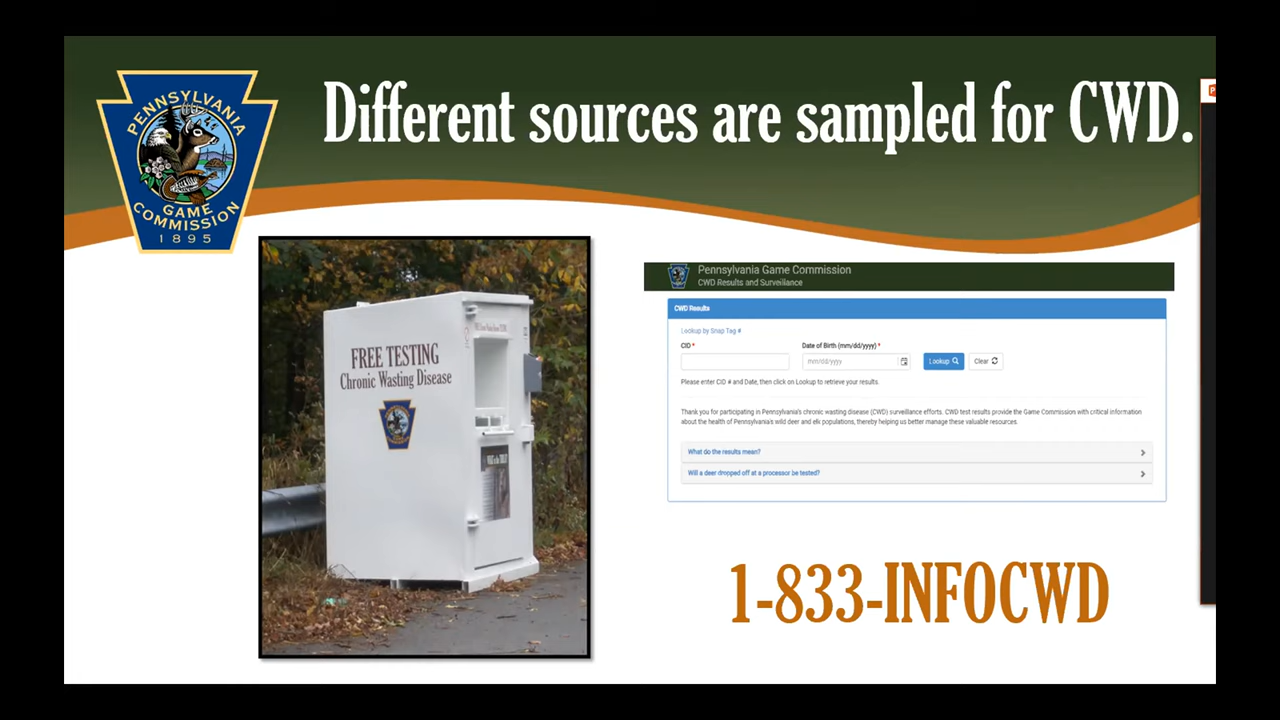 Different sources are sampled for CWD.
PENNSYLVANIA
GAME
COMMISSION
1895
FREE TESTING
Chronic Wasting Disease
Pennsylvania Game Commission
CWD Results and Surveillance
CWD Results
Lookup by Snap Tag #
CID * Date of Birth (mm/dd/yyyy) *
mm/dd/yyyy Lookup Clear
Please enter CID # and Date, then click on Lookup to retrieve your results.
Thank you for participating in Pennsylvania's chronic wasting disease (CWD) surveillance efforts. CWD test results provide the Game Commission with critical information
about the health of Pennsylvania's wild deer and elk populations, thereby helping us better manage these valuable resources.
What do the results mean?
Will a deer dropped off at a processor be tested?
1-833-INFOCWD